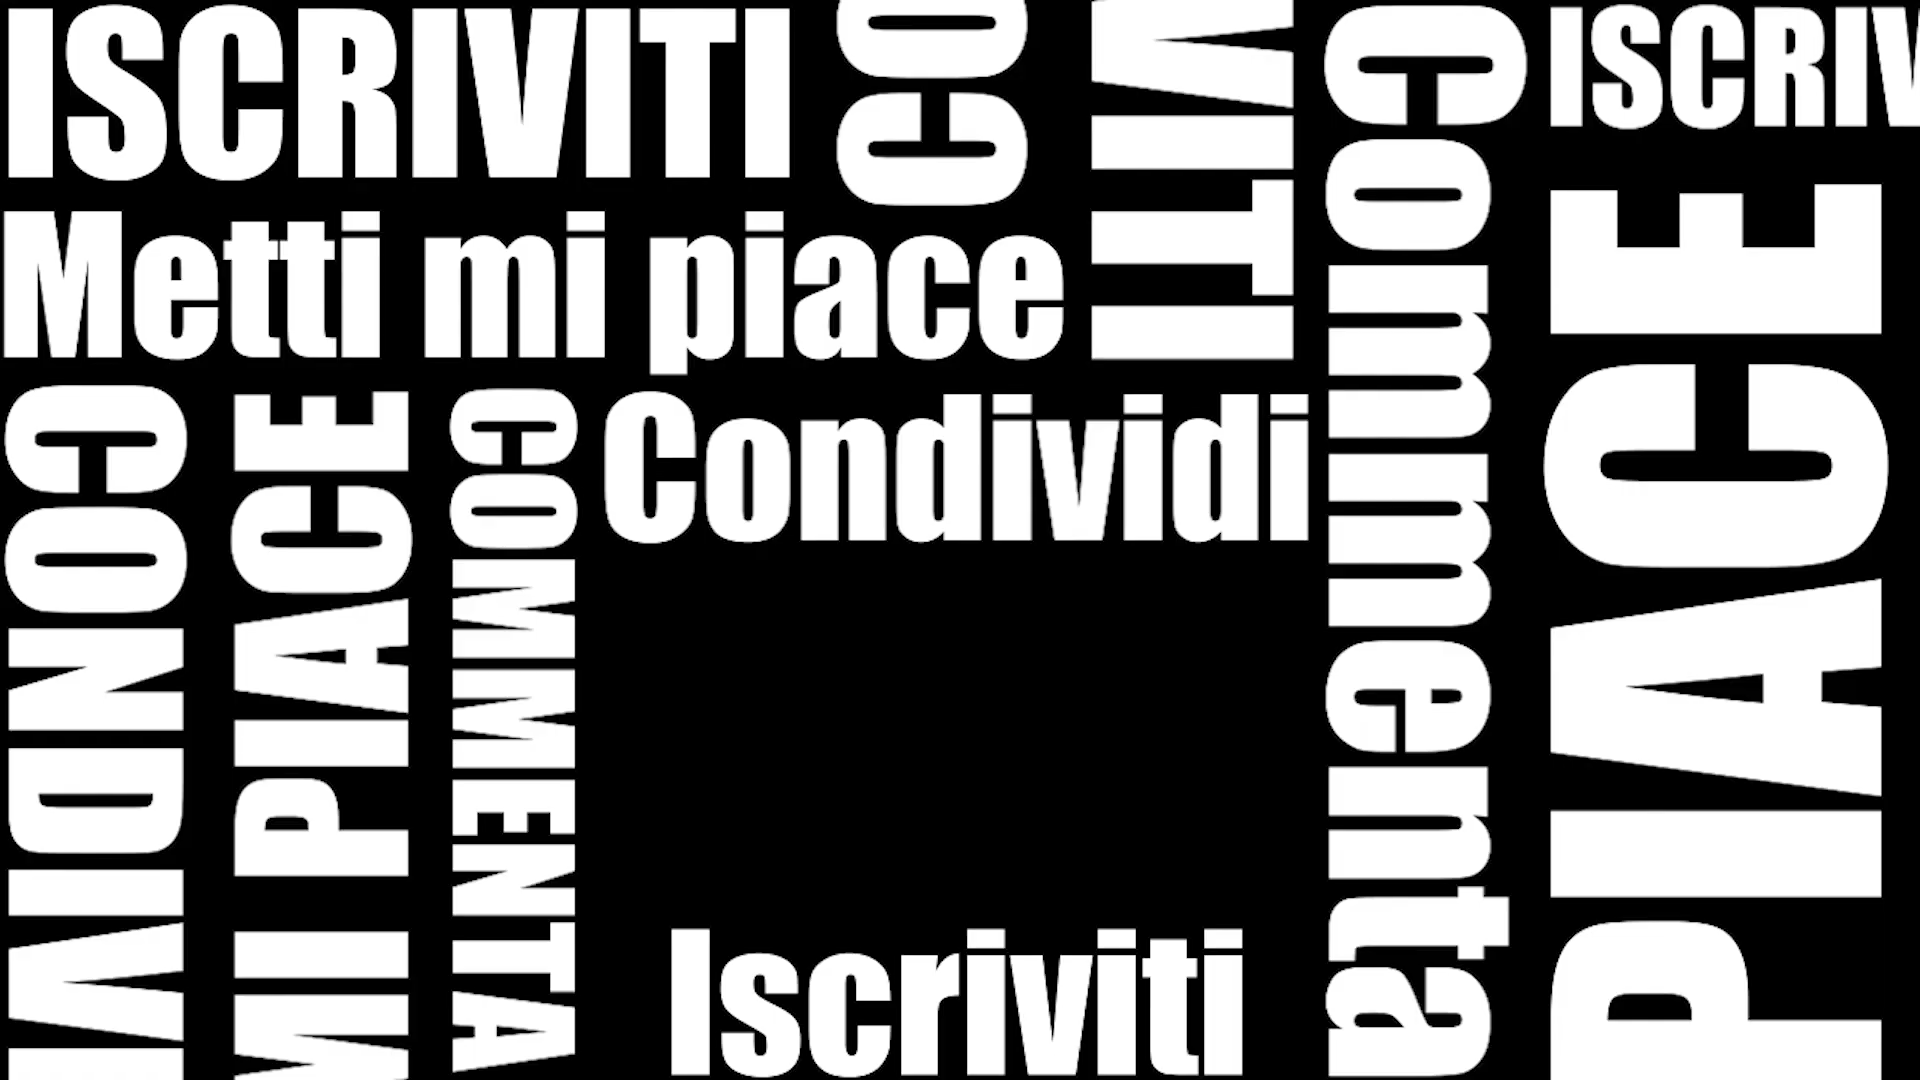 ISCRIVITI
CO
VITI
Commenta
ISCRIV
Metti mi piace
PIACE
CONDIVI
MI PIACE
COMMENTA
Condividi
Iscriviti